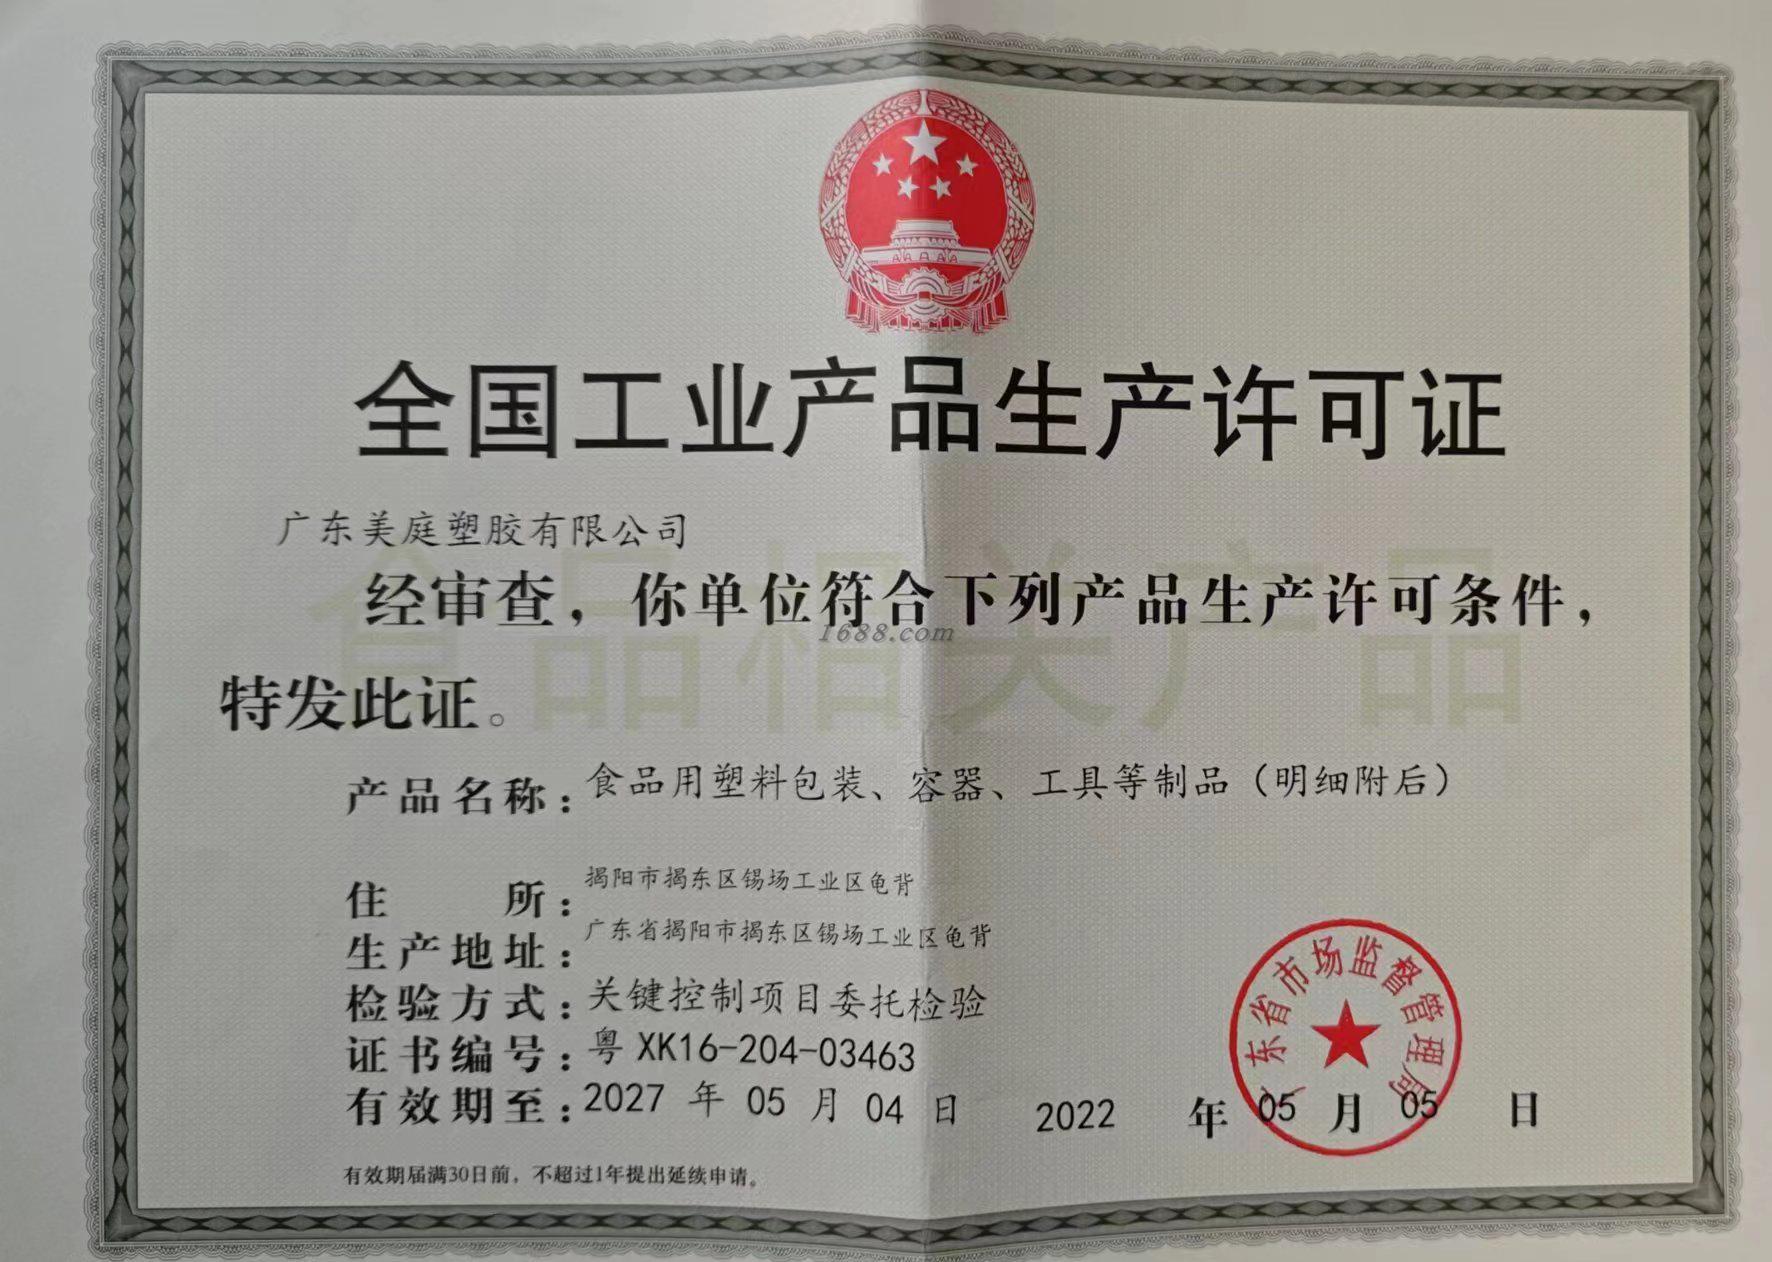 全国工业产品生产许可证
广东美庭塑胶有限公司
食品相关产品
经审查，你单位符合下列产品生产许可条件，
1688.com
特发此证。
产品名称：食品用塑料包装、容器、工具等制品（明细附后）
住 所：揭阳市揭东区锡场工业区龟背
生产地址：广东省揭阳市揭东区锡场工业区龟背
检验方式：关键控制项目委托检验
证书编号：粤 XK16-204-03463
有效期至：2027 年 05 月 04 日
广东省市场监督管理局
2022 年 05 月 05 日
有效期届满30日前，不超过1年提出延续申请。